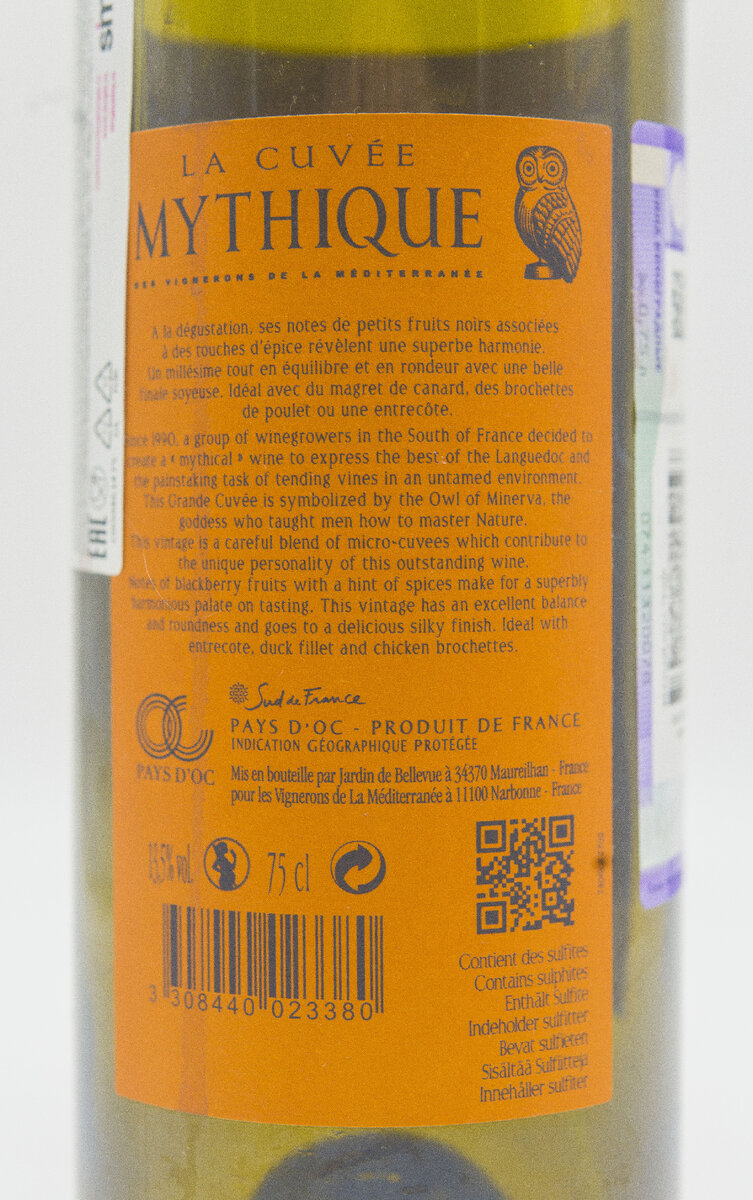 LA CUVÉE
MYTHIQUE
DES VIGNERONS DE LA MÉDITERRANÉE
A la dégustation, ses notes de petits fruits noirs associées
à des touches d'épice révèlent une superbe harmonie.
Un millésime tout en équilibre et en rondeur avec une belle
finale soyeuse. Idéal avec du magret de canard, des brochettes
de poulet ou une entrecôte.
Since 1990, a group of winegrowers in the South of France decided to
create a « mythical » wine to express the best of the Languedoc and
the painstaking task of tending vines in an untamed environment.
This Grande Cuvée is symbolized by the Owl of Minerva, the
goddess who taught men how to master Nature.
This vintage is a careful blend of micro-cuvees which contribute to
the unique personality of this outstanding wine.
Notes of blackberry fruits with a hint of spices make for a superbly
harmonious palate on tasting. This vintage has an excellent balance
and roundness and goes to a delicious silky finish. Ideal with
entrecote, duck fillet and chicken brochettes.
Sud de France
PAYS D'OC - PRODUIT DE FRANCE
INDICATION GÉOGRAPHIQUE PROTÉGÉE
PAYS D'OC
Mis en bouteille par Jardin de Bellevue à 34370 Maureilhan - France
pour les Vignerons de La Méditerranée à 11100 Narbonne - France
13,5% vol.
75 cl
3 308440 023380
Contient des sulfites
Contains sulphites
Enthält Sulfite
Indeholder sulfitter
Bevat sulfieten
Sisältää Sulfiitteja
Innehåller sulfiter
EAC